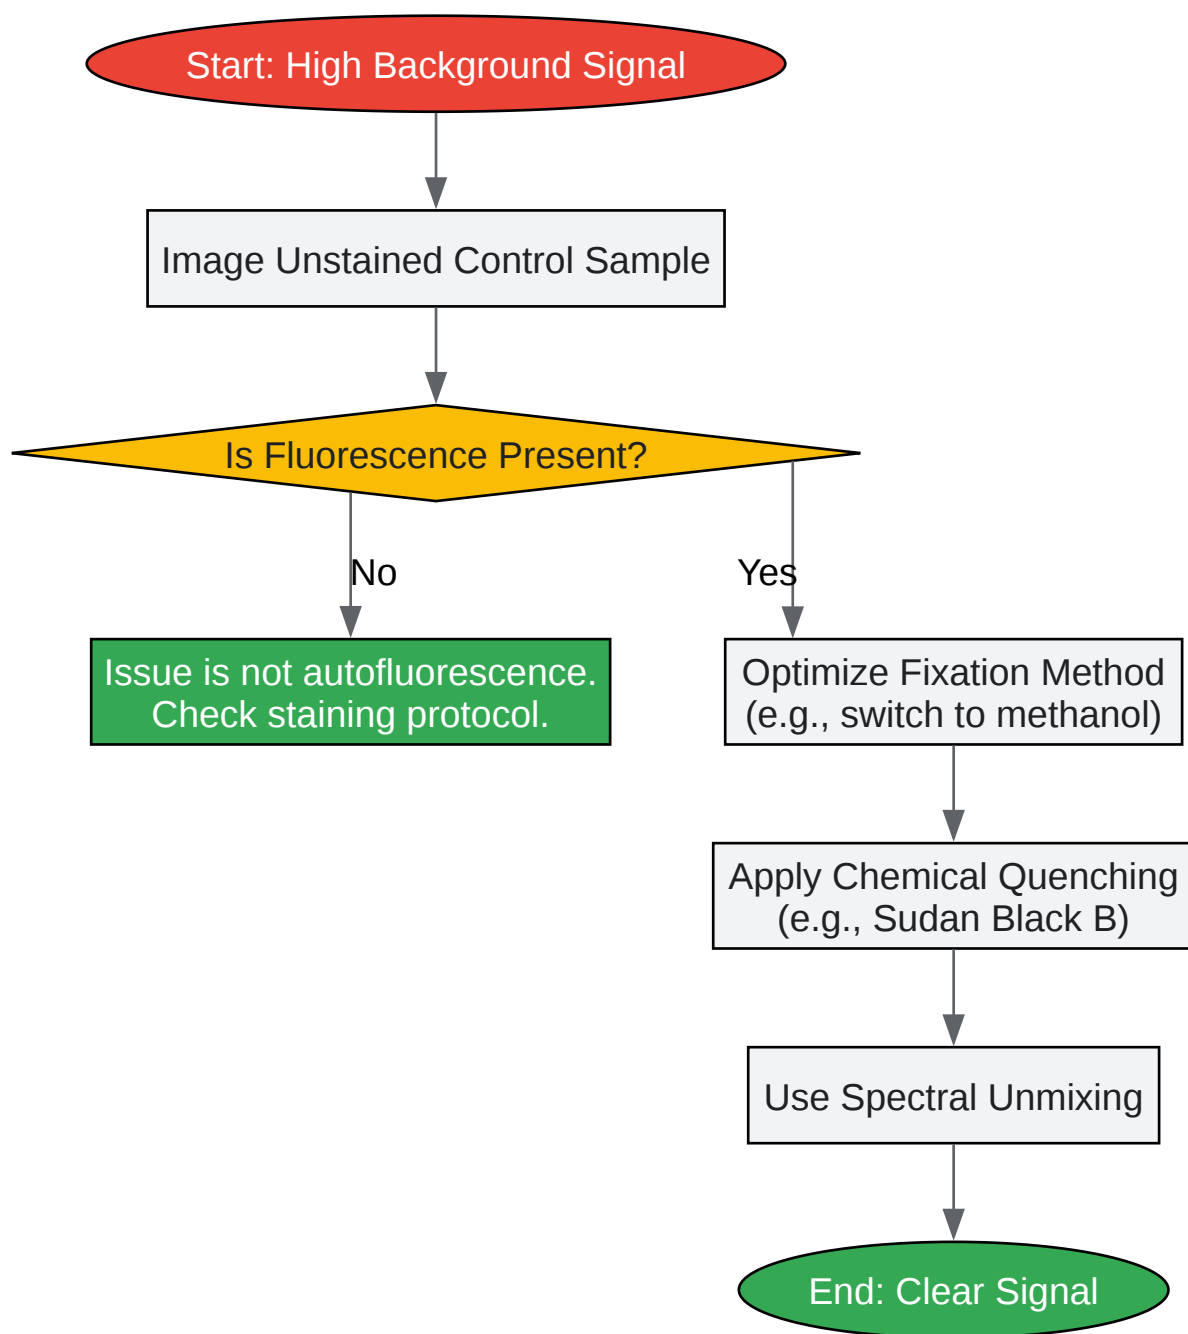 Start: High Background Signal
Image Unstained Control Sample
Is Fluorescence Present?
No
Yes
Issue is not autofluorescence.
Check staining protocol.
Optimize Fixation Method
(e.g., switch to methanol)
Apply Chemical Quenching
(e.g., Sudan Black B)
Use Spectral Unmixing
End: Clear Signal